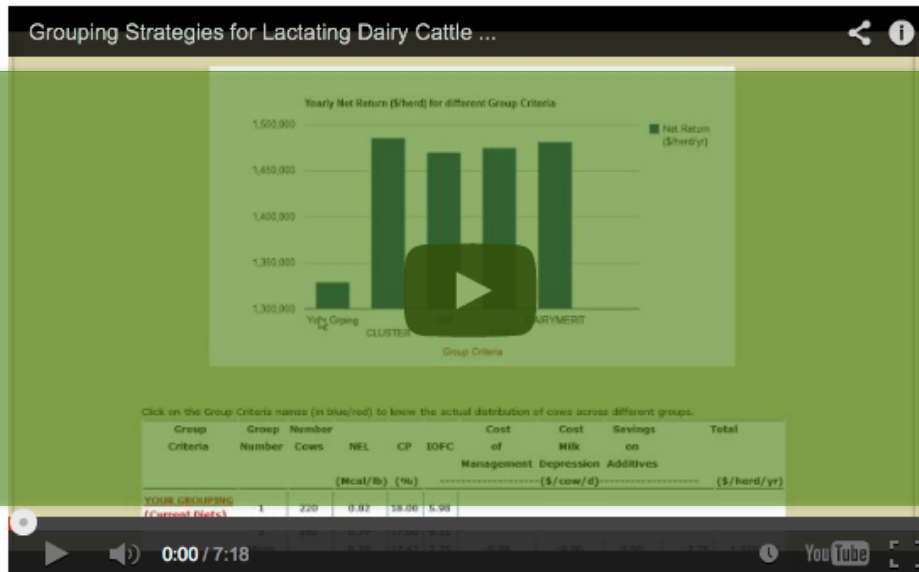 Grouping Strategies for Lactating Dairy Cattle ...
Yearly Net Return ($/herd) for different Group Criteria
1,500,000
Net Return
($/herd/yr)
1,450,000
1,400,000
1,350,000
1,300,000
Your Grping
CLUSTER
DAIRYMERIT
Group Criteria
Click on the Group Criteria names (in blue/red) to know the actual distribution of cows across different groups.
Group Group Number Cost Cost Savings Total
Criteria Number Cows NEL CP IOFC of Milk on
Management Depression Additives
(Mcal/lb) (%) -------------------($/cow/d)------------------- ($/herd/yr)
YOUR GROUPING
(Current Diets) 1 220 0.82 18.00 5.98
0:00 / 7:18
YouTube